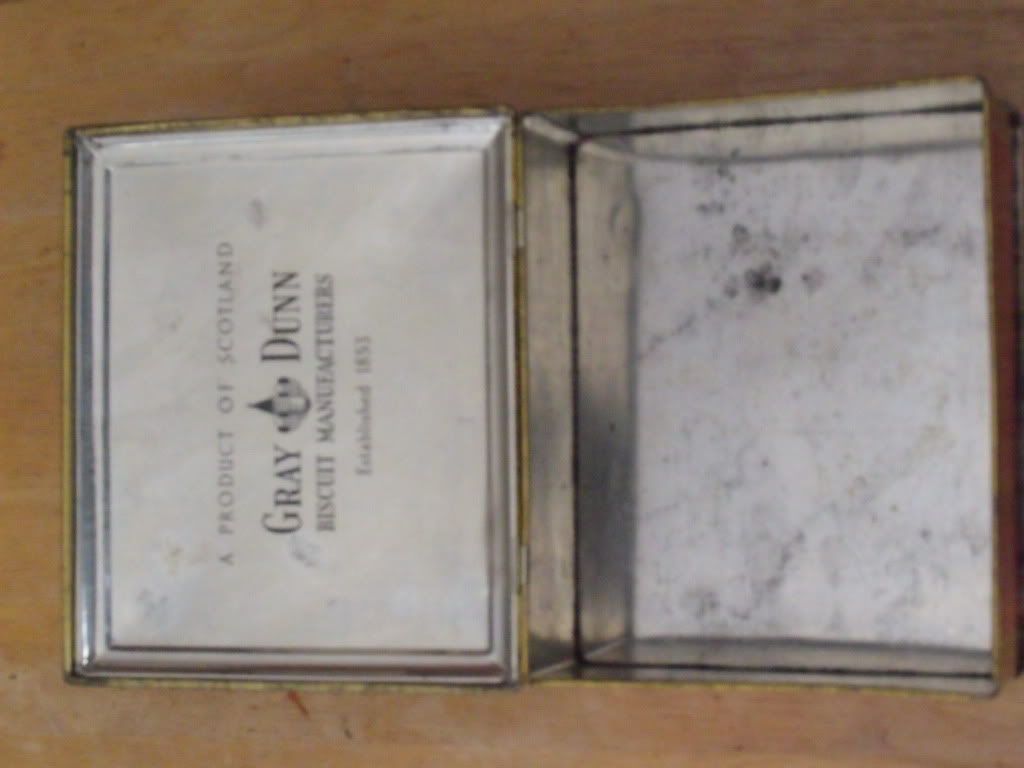 A PRODUCT OF SCOTLAND
GRAY DUNN
BISCUIT MANUFACTURERS
Established 1853